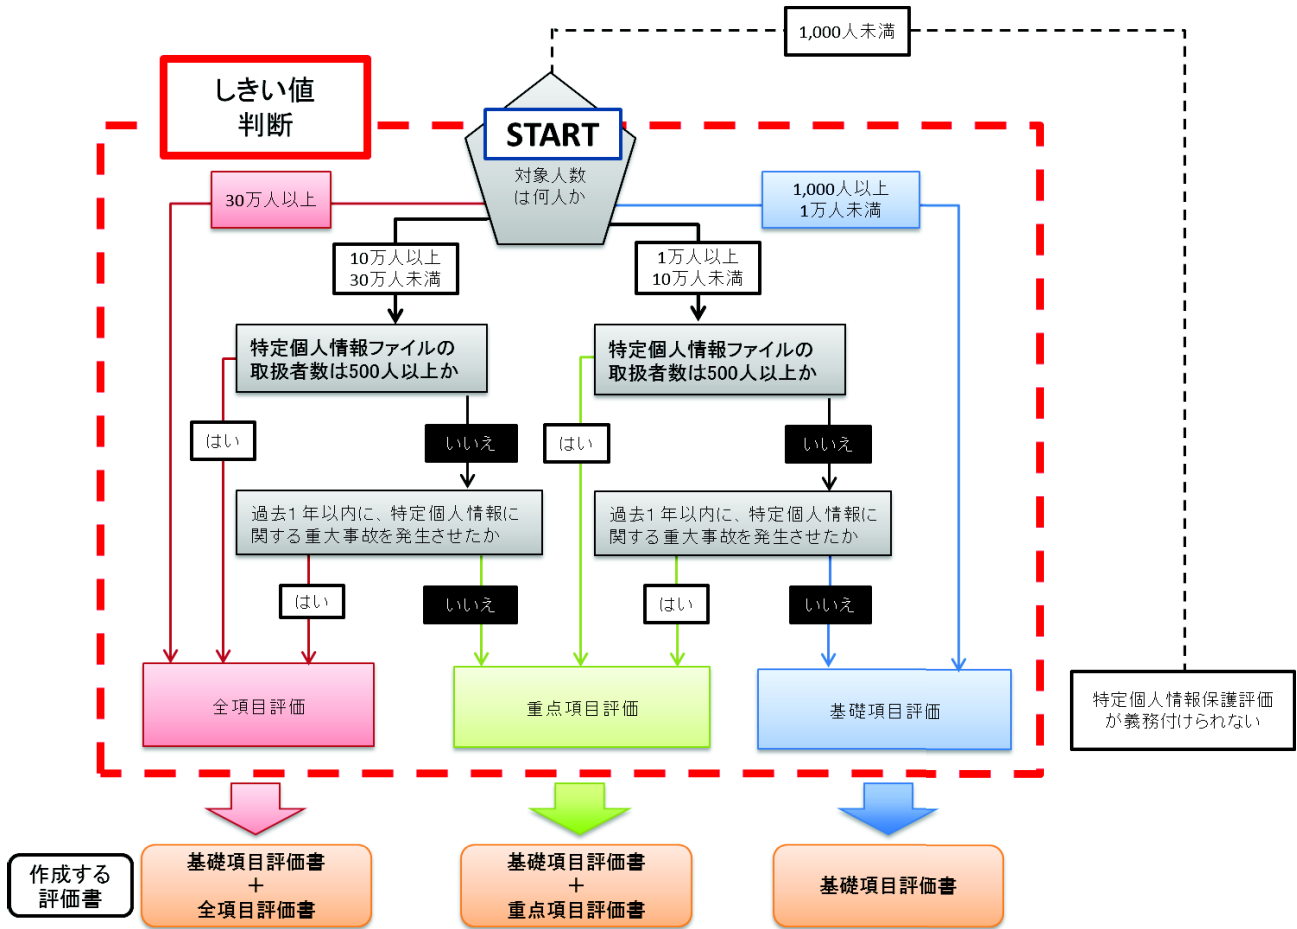 1,000人未満
しきい値
判断
START
対象人数
は何人か
30万人以上
1,000人以上
1万人未満
10万人以上
30万人未満
1万人以上
10万人未満
特定個人情報ファイルの
取扱者数は500人以上か
特定個人情報ファイルの
取扱者数は500人以上か
はい
いいえ
はい
いいえ
過去1年以内に、特定個人情報に
関する重大事故を発生させたか
過去1年以内に、特定個人情報に
関する重大事故を発生させたか
はい
いいえ
はい
いいえ
全項目評価
重点項目評価
基礎項目評価
特定個人情報保護評価
が義務付けられない
作成する
評価書
基礎項目評価書
+
全項目評価書
基礎項目評価書
+
重点項目評価書
基礎項目評価書